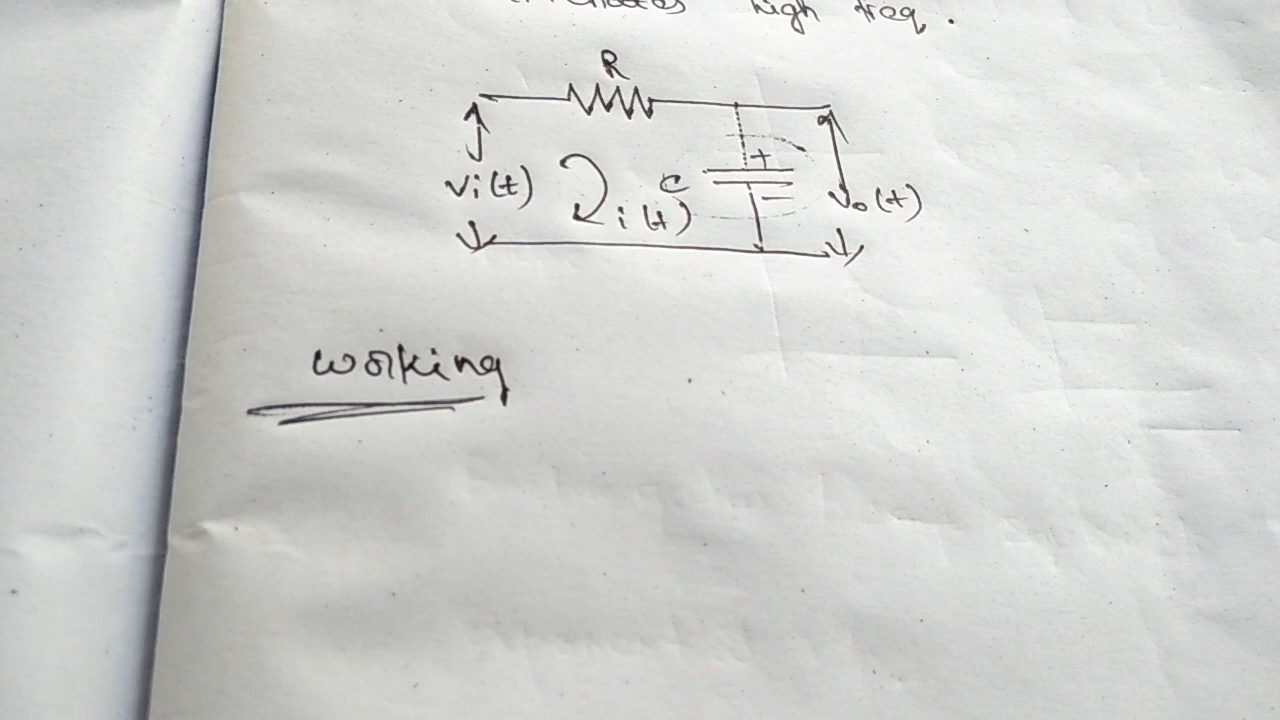 high freq.
R
Vi(t)
i(t)
C
+
−
Vo(t)
working